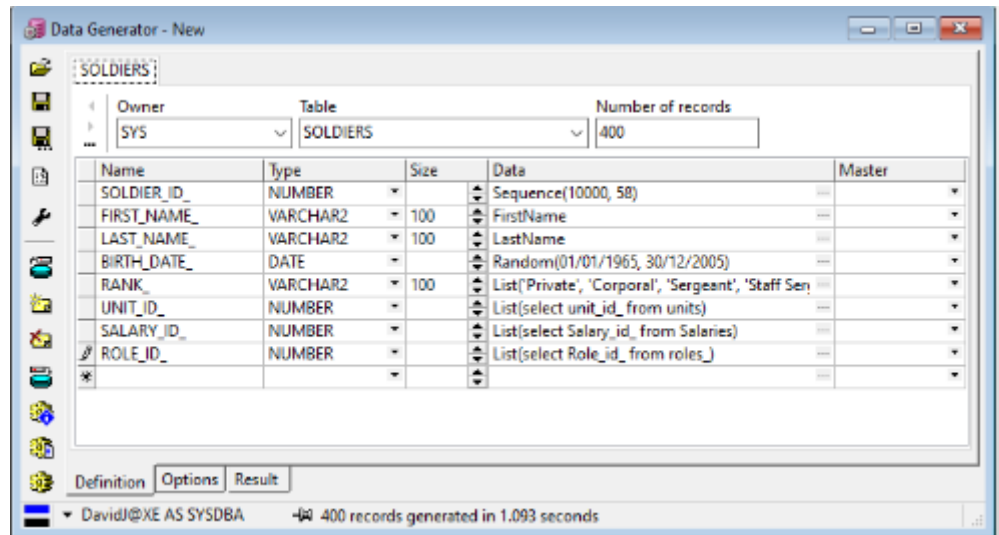 Data Generator - New
SOLDIERS
Owner Table Number of records
SYS SOLDIERS 400
Name Type Size Data Master
SOLDIER_ID_ NUMBER Sequence(10000, 58)
FIRST_NAME_ VARCHAR2 100 FirstName
LAST_NAME_ VARCHAR2 100 LastName
BIRTH_DATE_ DATE Random(01/01/1965, 30/12/2005)
RANK_ VARCHAR2 100 List('Private', 'Corporal', 'Sergeant', 'Staff Ser
UNIT_ID_ NUMBER List(select unit_id_ from units)
SALARY_ID_ NUMBER List(select Salary_id_ from Salaries)
ROLE_ID_ NUMBER List(select Role_id_ from roles_)
Definition Options Result
DavidJ@XE AS SYSDBA 400 records generated in 1.093 seconds